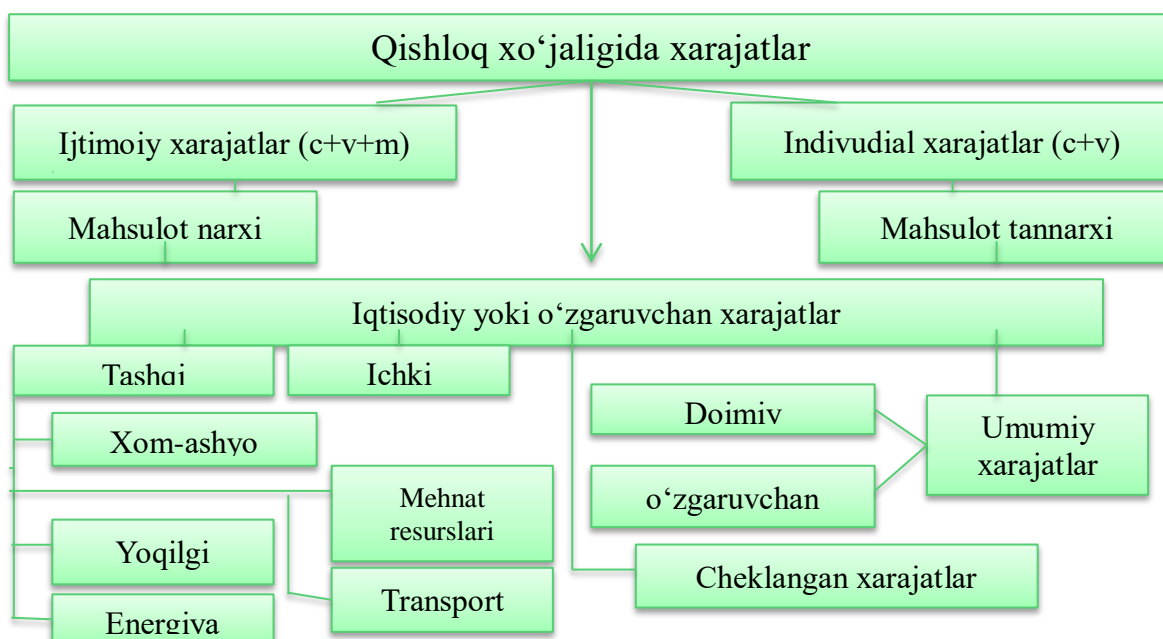 Qishloq xo‘jaligida xarajatlar
Ijtimoiy xarajatlar (c+v+m)
Indivudial xarajatlar (c+v)
Mahsulot narxi
Mahsulot tannarxi
Iqtisodiy yoki o‘zgaruvchan xarajatlar
Tashqi
Ichki
Xom-ashyo
Doimiy
Umumiy
xarajatlar
Mehnat
resurslari
o‘zgaruvchan
Yoqilgi
Cheklangan xarajatlar
Transport
Energiya